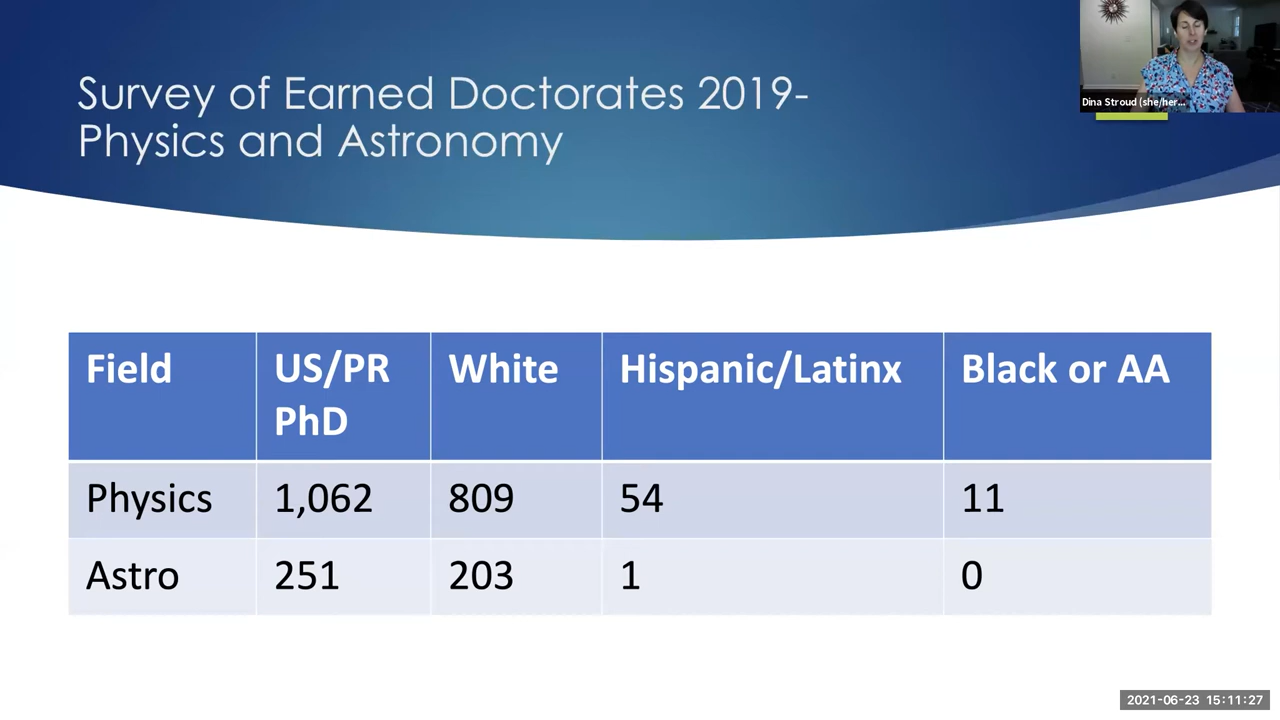 Survey of Earned Doctorates 2019-
Physics and Astronomy
Dina Stroud (she/her...
Field US/PR PhD White Hispanic/Latinx Black or AA
Physics 1,062 809 54 11
Astro 251 203 1 0
2021-06-23 15:11:27